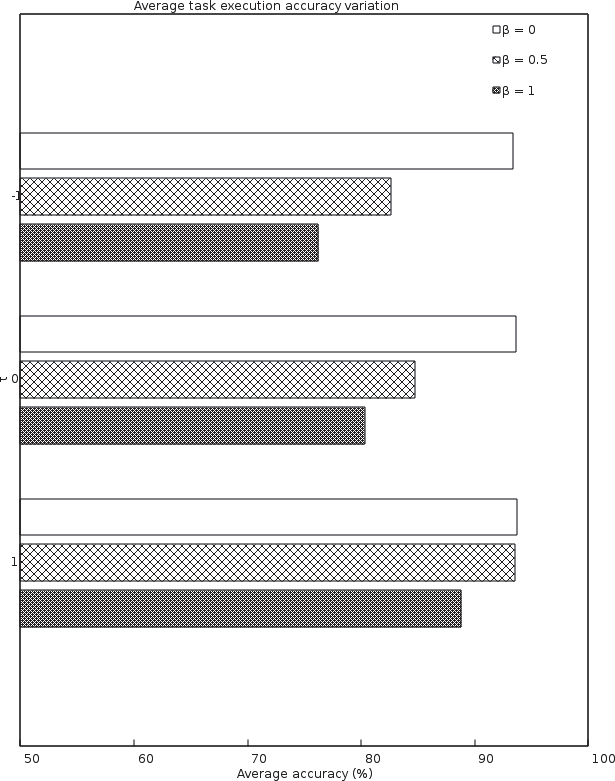 Average task execution accuracy variation
β = 0
β = 0.5
β = 1
-1
0
1
50 60 70 80 90 100
Average accuracy (%)